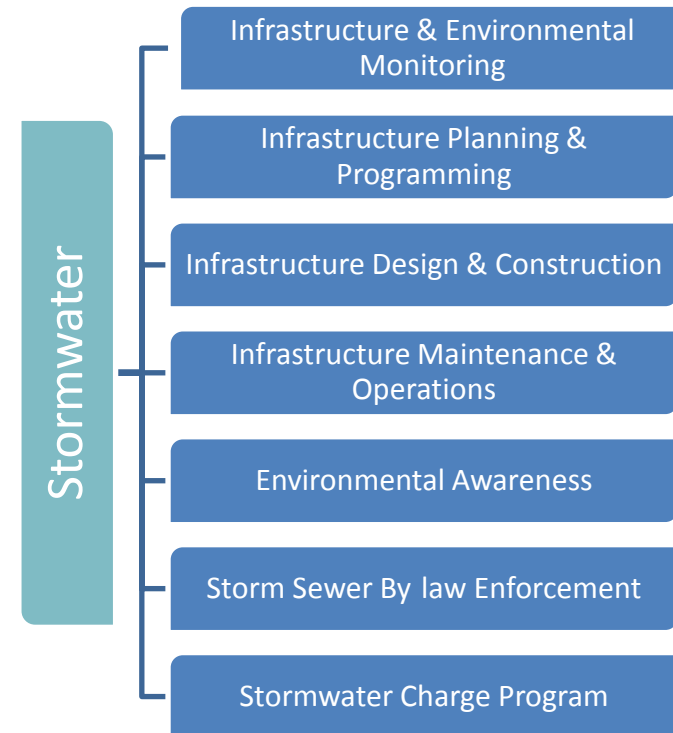 Stormwater
Infrastructure & Environmental
Monitoring
Infrastructure Planning &
Programming
Infrastructure Design & Construction
Infrastructure Maintenance &
Operations
Environmental Awareness
Storm Sewer By law Enforcement
Stormwater Charge Program